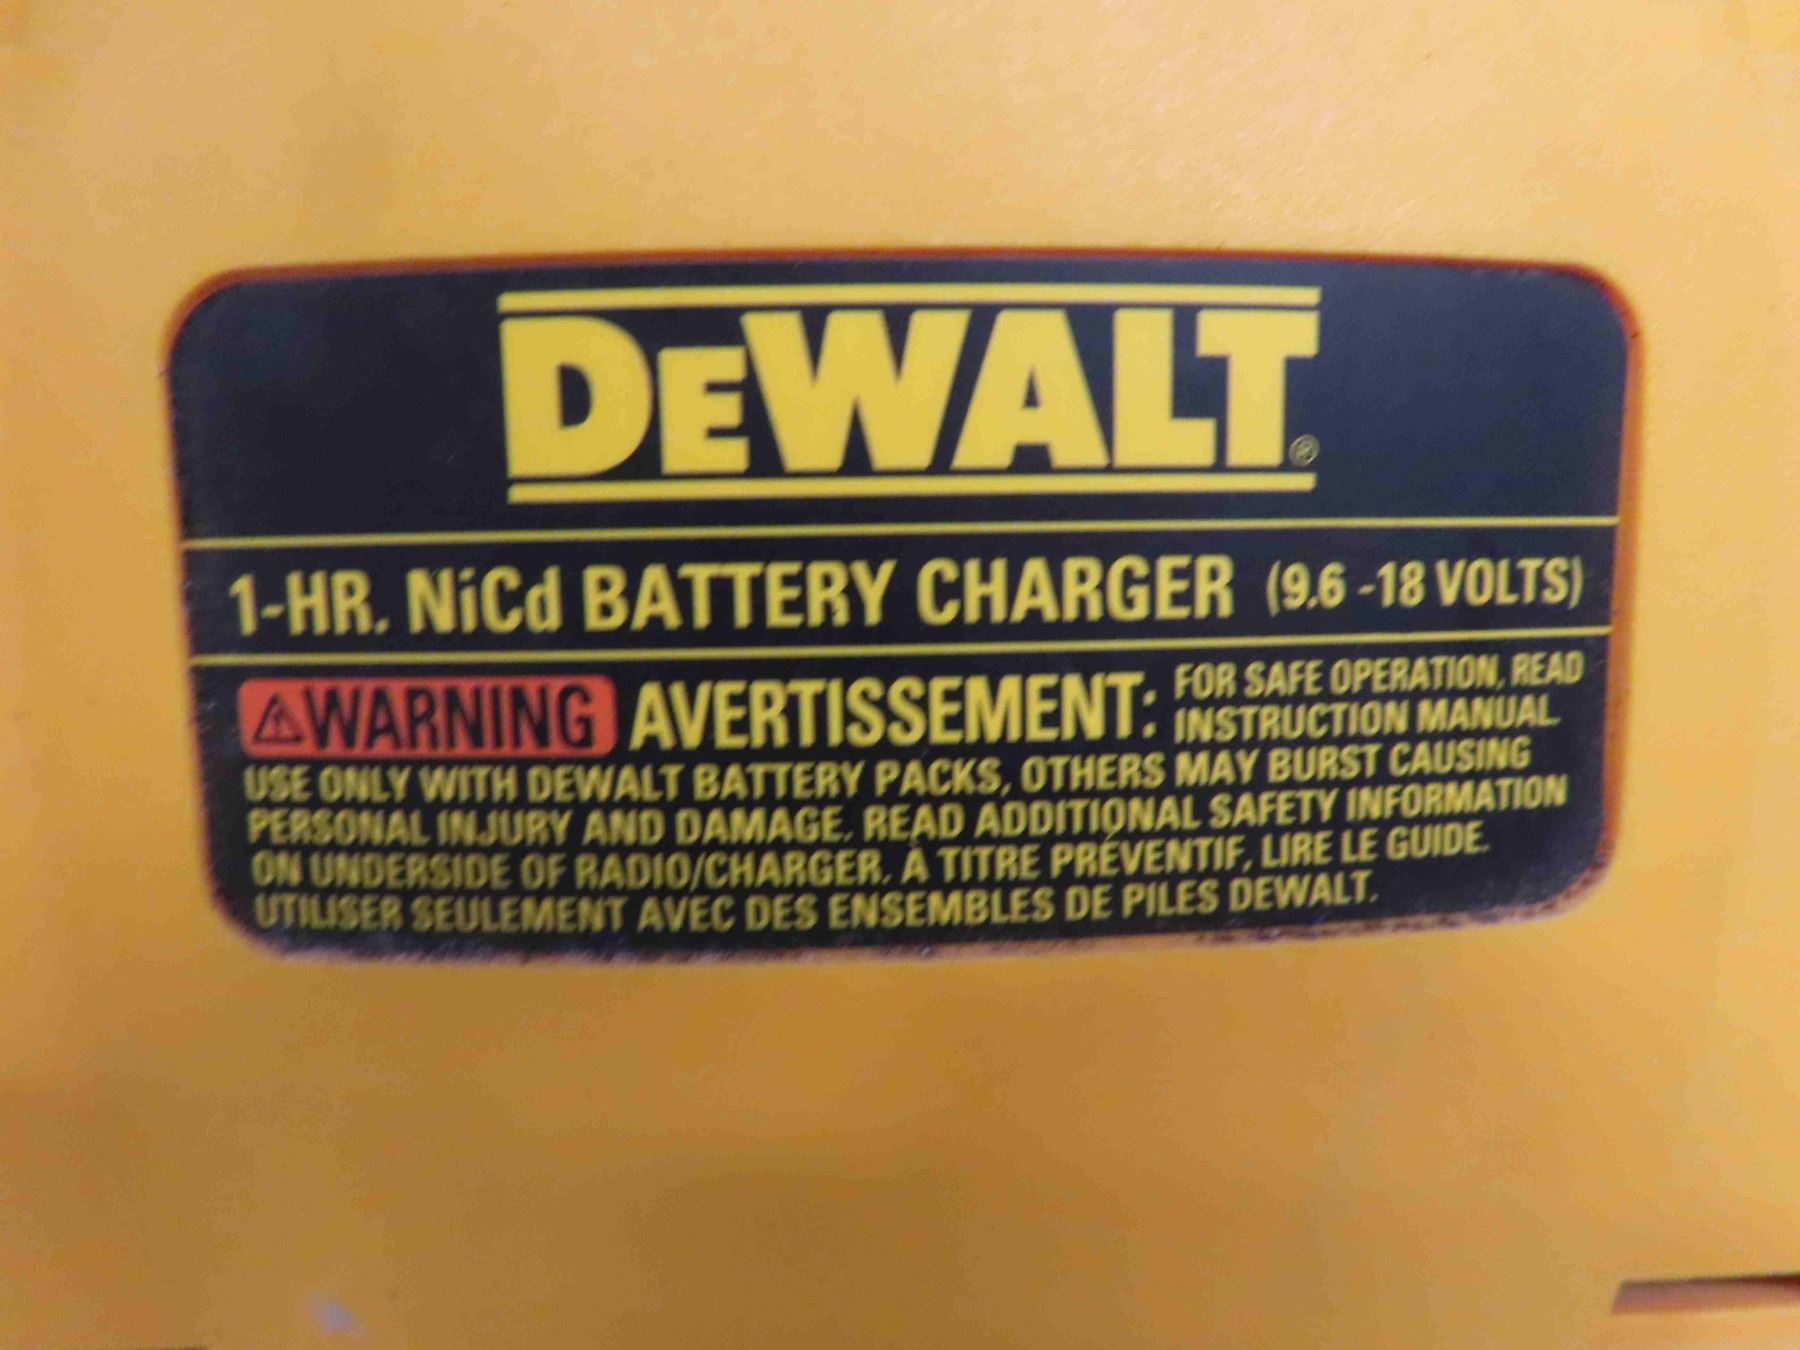 DEWALT®
1-HR. NiCd BATTERY CHARGER (9.6 -18 VOLTS)
WARNING AVERTISSEMENT: FOR SAFE OPERATION, READ
INSTRUCTION MANUAL.
USE ONLY WITH DEWALT BATTERY PACKS, OTHERS MAY BURST CAUSING
PERSONAL INJURY AND DAMAGE. READ ADDITIONAL SAFETY INFORMATION
ON UNDERSIDE OF RADIO/CHARGER. À TITRE PRÉVENTIF, LIRE LE GUIDE.
UTILISER SEULEMENT AVEC DES ENSEMBLES DE PILES DEWALT.